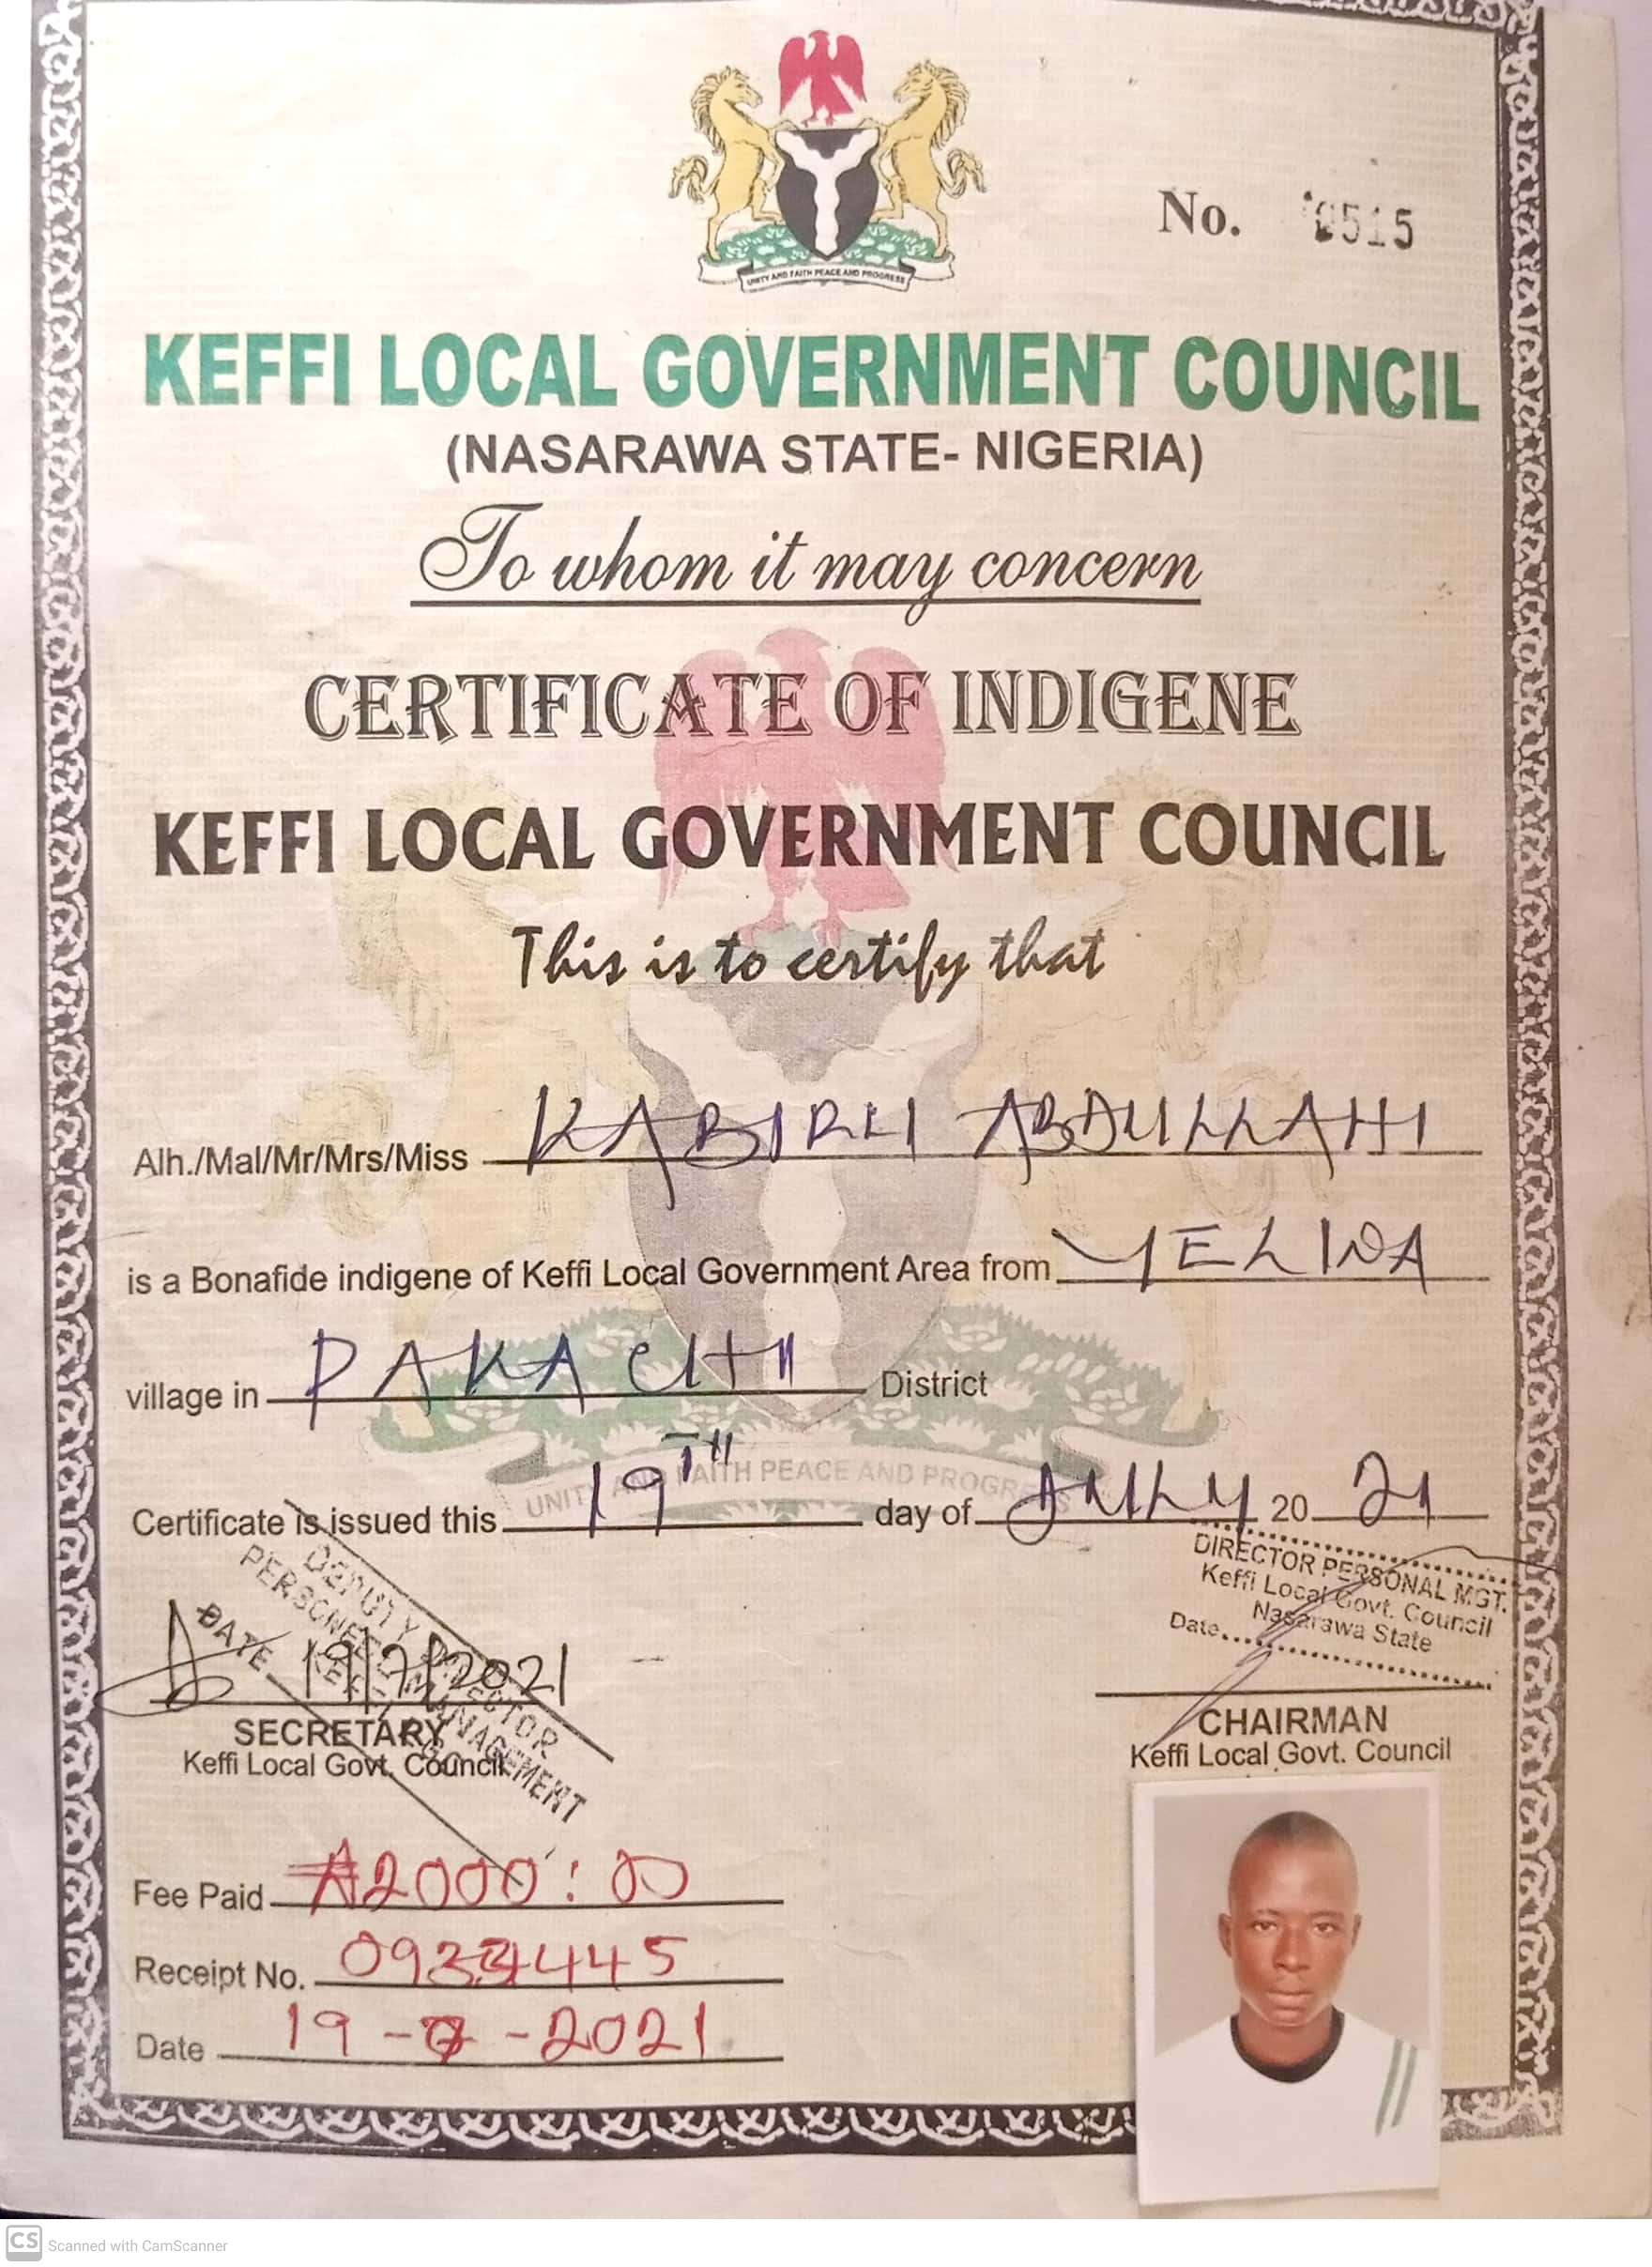 UNITY AND FAITH PEACE AND PROGRESS
No. 0515
KEFFI LOCAL GOVERNMENT COUNCIL
(NASARAWA STATE- NIGERIA)
To whom it may concern
CERTIFICATE OF INDIGENE
KEFFI LOCAL GOVERNMENT COUNCIL
This is to certify that
Alh./Mal/Mr/Mrs/Miss KABIRU ABDULLAHI
is a Bonafide indigene of Keffi Local Government Area from YELWA
village in
District
UNITY AND FAITH PEACE AND PROGRESS
Certificate is issued this 19TH day of JULY 20 21
DEPUTY DIRECTOR
PERSONNEL MANAGEMENT
DATE 19/7/2021
SECRETARY
Keffi Local Govt. Council
DIRECTOR PERSONAL MGT.
Keffi Local Govt. Council
Nasarawa State
Date
CHAIRMAN
Keffi Local Govt. Council
Fee Paid ₦2000:00
Receipt No.
Date 19-7-2021
CS Scanned with CamScanner